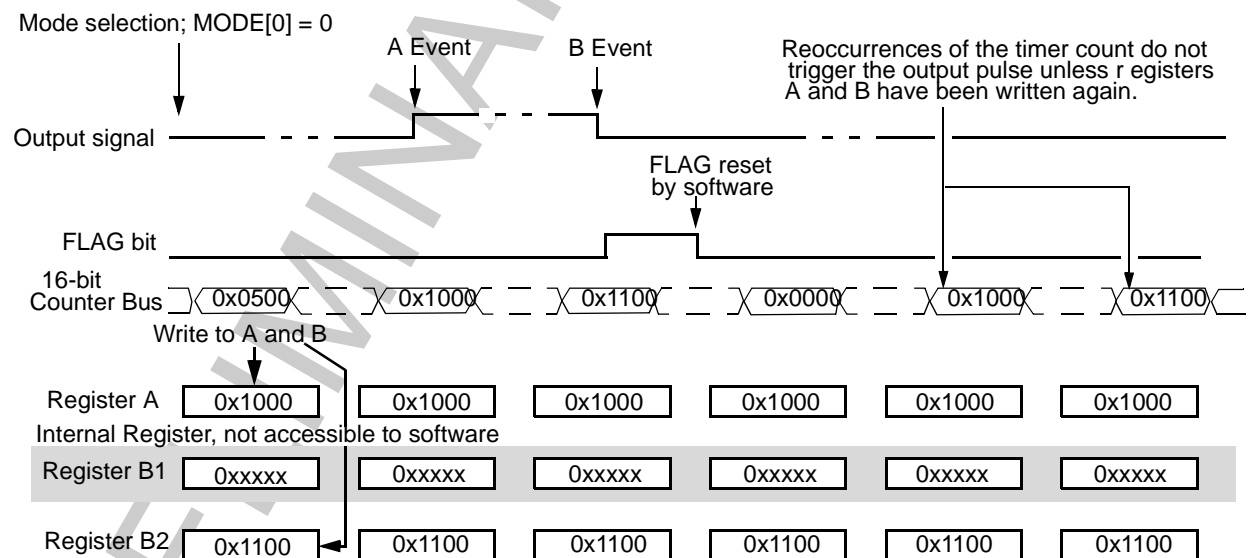 Mode selection; MODE[0] = 0
A Event
B Event
Reoccurrences of the timer count do not
trigger the output pulse unless r egisters
A and B have been written again.
Output signal
FLAG reset
by software
FLAG bit
16-bit
Counter Bus
0x0500 0x1000 0x1100 0x0000 0x1000 0x1100
Write to A and B
Register A 0x1000 0x1000 0x1000 0x1000 0x1000 0x1000
Internal Register, not accessible to software
Register B1 0xxxxx 0xxxxx 0xxxxx 0xxxxx 0xxxxx 0xxxxx
Register B2 0x1100 0x1100 0x1100 0x1100 0x1100 0x1100